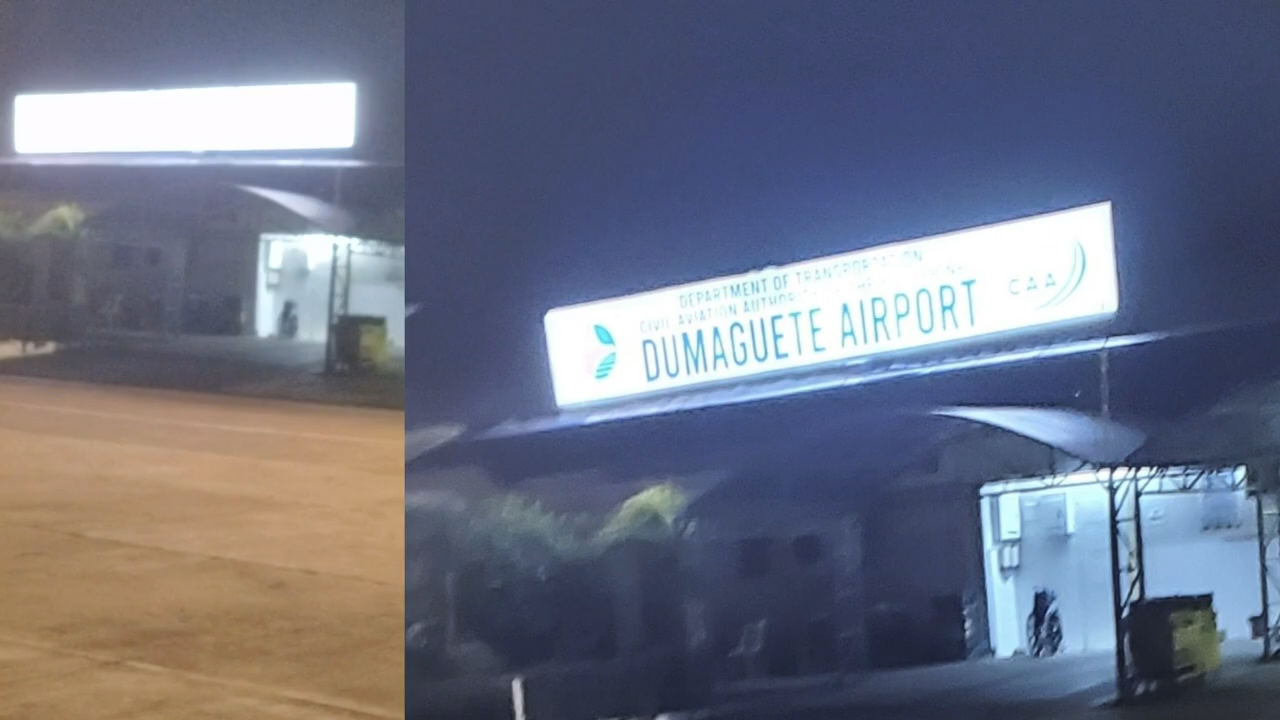 DEPARTMENT OF TRANSPORTATION
CIVIL AVIATION AUTHORITY
DUMAGUETE AIRPORT
CAA